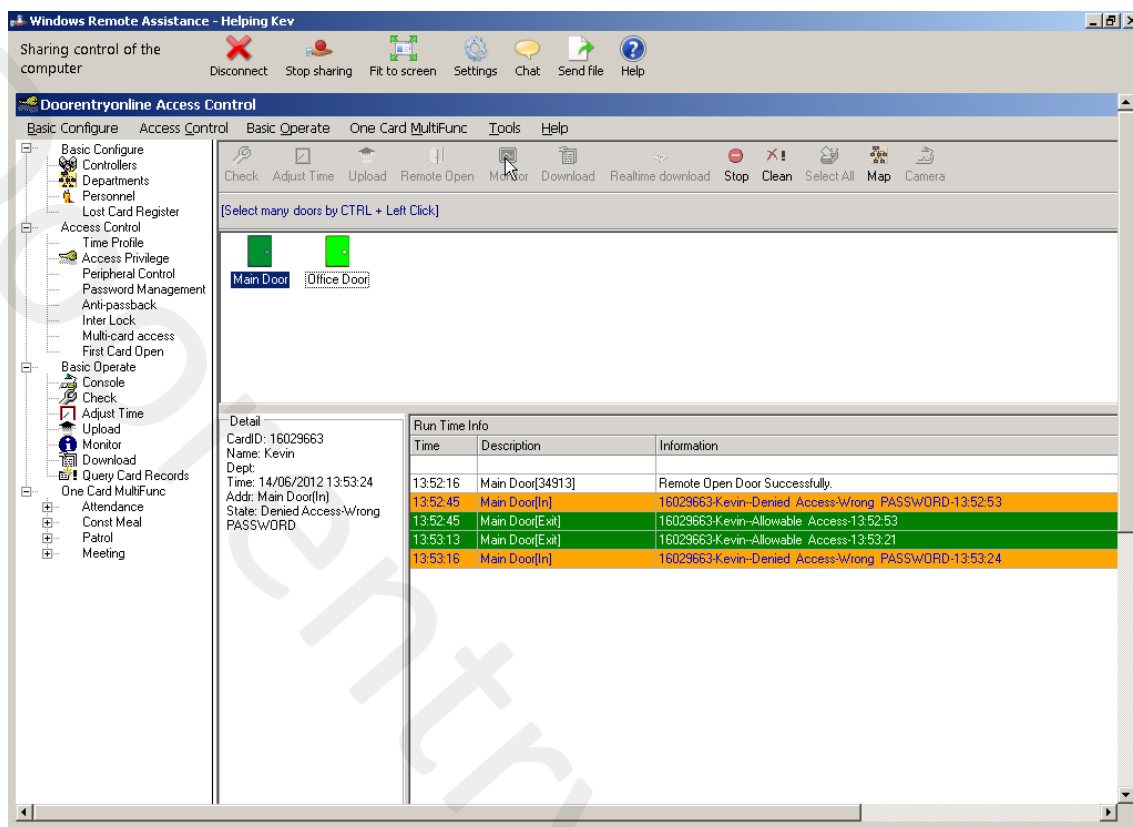 Windows Remote Assistance - Helping Kev
Sharing control of the
computer
Disconnect Stop sharing Fit to screen Settings Chat Send file Help
Doorentryonline Access Control
Basic Configure Access Control Basic Operate One Card MultiFunc Tools Help
Basic Configure
Controllers
Departments
Personnel
Lost Card Register
Access Control
Time Profile
Access Privilege
Peripheral Control
Password Management
Anti-passback
Inter Lock
Multi-card access
First Card Open
Basic Operate
Console
Check
Adjust Time
Upload
Monitor
Download
Query Card Records
One Card MultiFunc
Attendance
Const Meal
Patrol
Meeting
Check Adjust Time Upload Remote Open Monitor Download Realtime download Stop Clean Select All Map Camera
[Select many doors by CTRL + Left Click]
Main Door Office Door
Detail
CardID: 16029663
Name: Kevin
Dept:
Time: 14/06/2012 13:53:24
Addr: Main Door(In)
State: Denied Access-Wrong
PASSWORD
Run Time Info
Time Description Information
13:52:16 Main Door[34913] Remote Open Door Successfully.
13:52:45 Main Door[In] 16029663-Kevin--Denied Access-Wrong PASSWORD-13:52:53
13:52:45 Main Door[Exit] 16029663-Kevin--Allowable Access-13:52:53
13:53:13 Main Door[Exit] 16029663-Kevin--Allowable Access-13:53:21
13:53:16 Main Door[In] 16029663-Kevin--Denied Access-Wrong PASSWORD-13:53:24